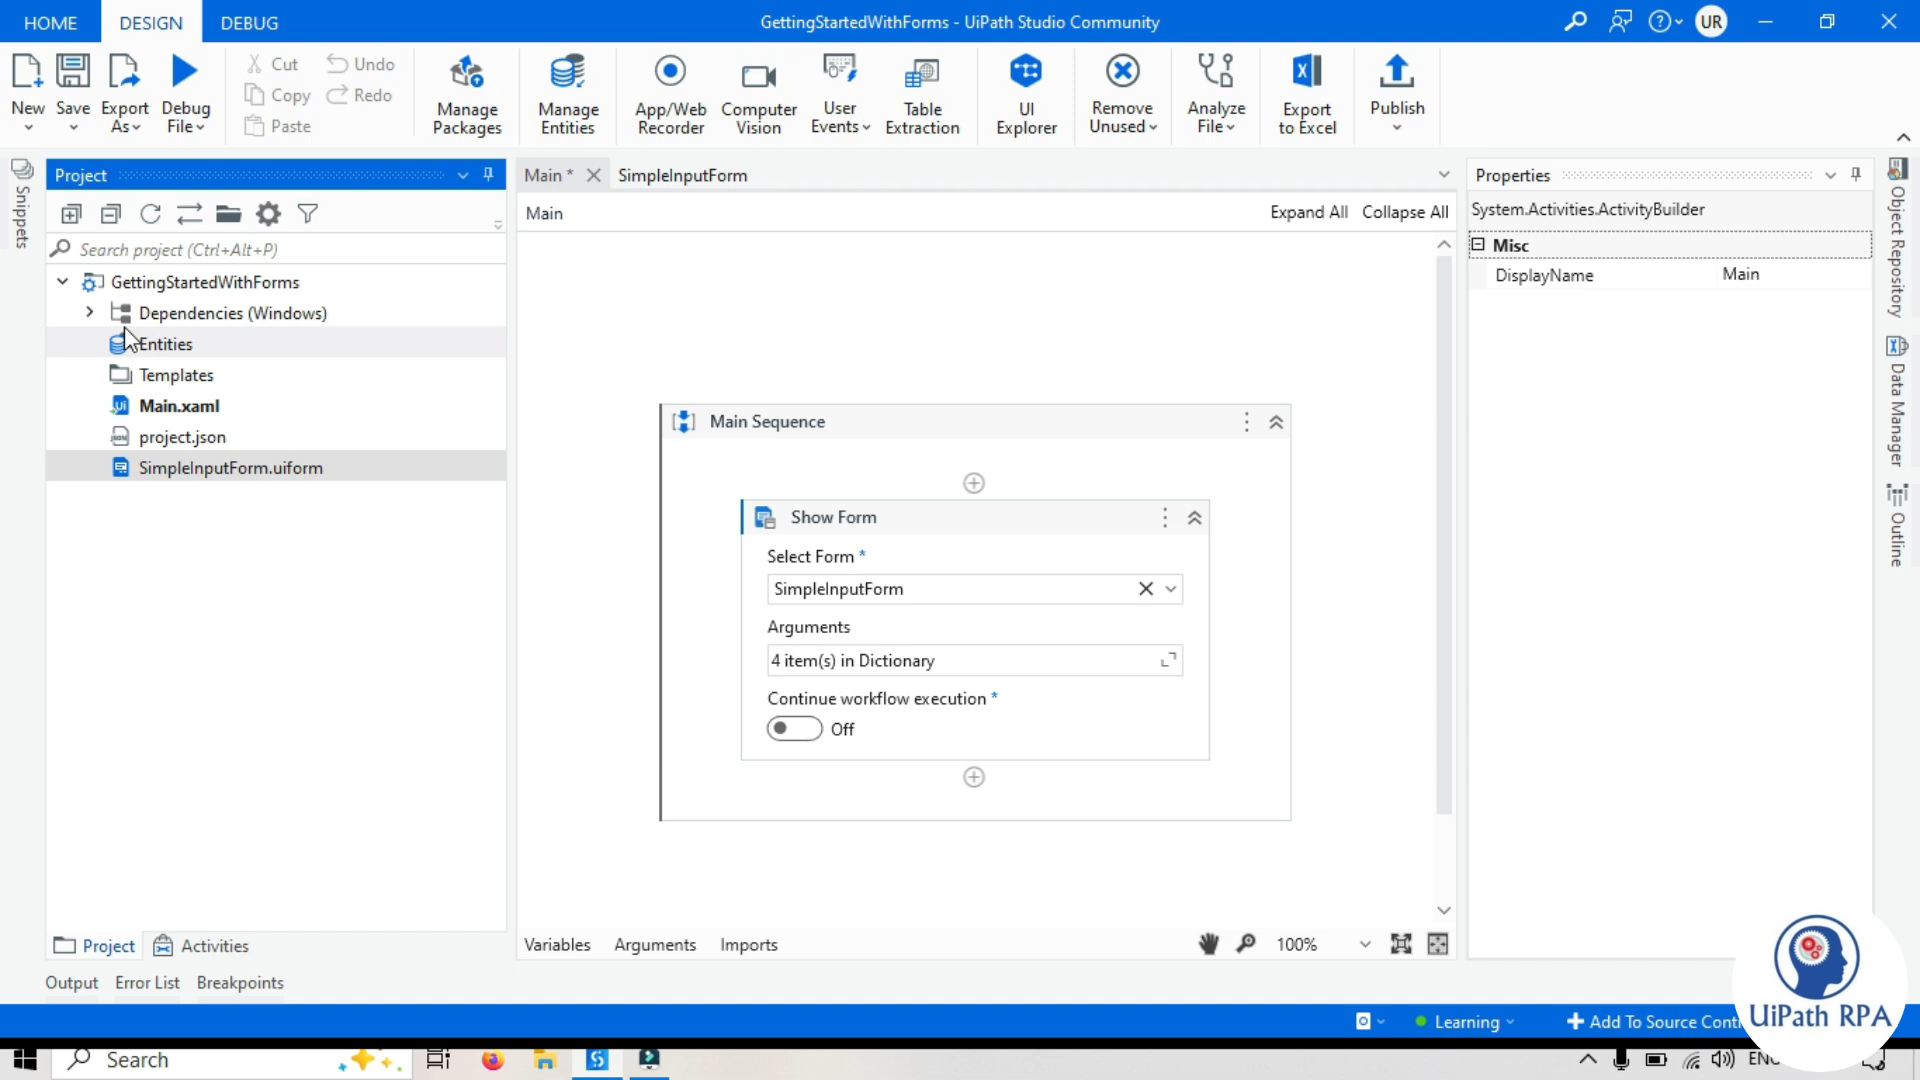 HOME
DESIGN
DEBUG
GettingStartedWithForms - UiPath Studio Community
UR
New
Save
Export
As
Debug
File
Cut
Copy
Paste
Undo
Redo
Manage
Packages
Manage
Entities
App/Web
Recorder
Computer
Vision
User
Events
Table
Extraction
UI
Explorer
Remove
Unused
Analyze
File
Export
to Excel
Publish
Snippets
Project
Search project (Ctrl+Alt+P)
GettingStartedWithForms
Dependencies (Windows)
Entities
Templates
Main.xaml
project.json
SimpleInputForm.uiform
Project
Activities
Main *
SimpleInputForm
Main
Expand All
Collapse All
Main Sequence
Show Form
Select Form *
SimpleInputForm
Arguments
4 item(s) in Dictionary
Continue workflow execution *
Off
Variables
Arguments
Imports
100%
Properties
System.Activities.ActivityBuilder
Misc
DisplayName
Main
Object Repository
Data Manager
Outline
Output
Error List
Breakpoints
Learning
Add To Source
UiPath RPA
Search